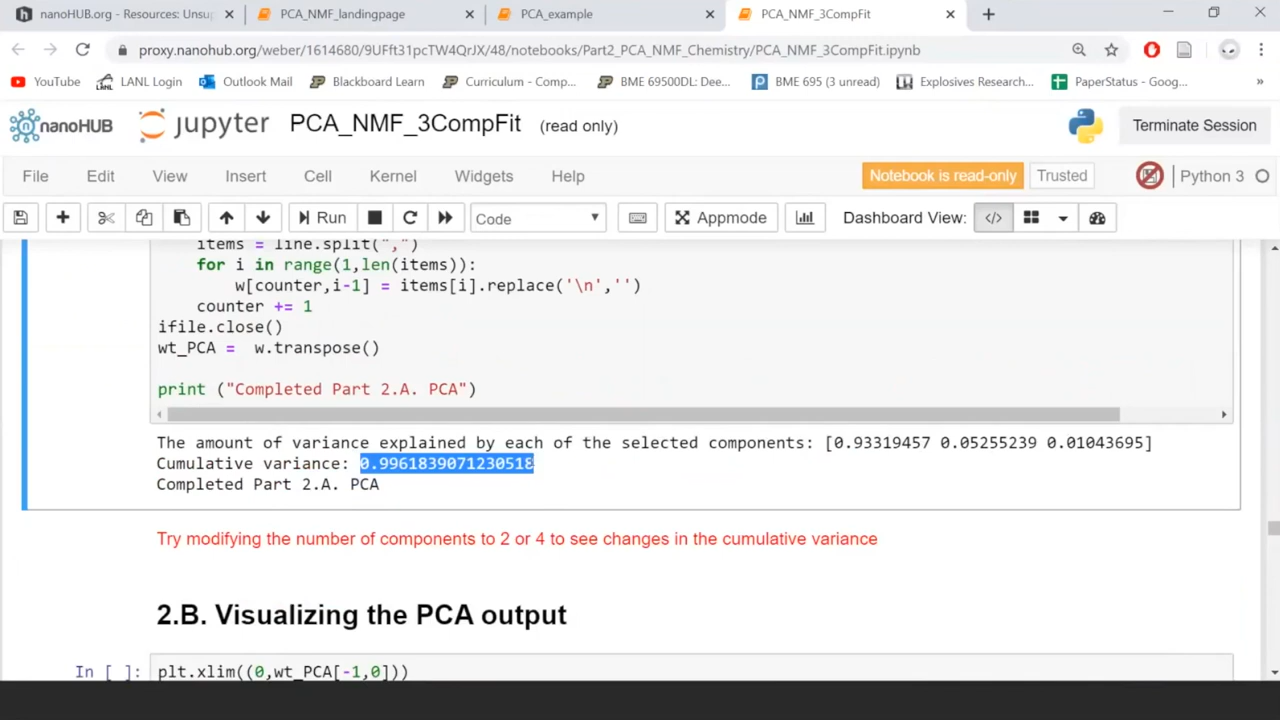 nanoHUB.org - Resources: Unsup
PCA_NMF_landingpage
PCA_example
PCA_NMF_3CompFit
proxy.nanohub.org/weber/1614680/9UFft31pcTW4QrJX/48/notebooks/Part2_PCA_NMF_Chemistry/PCA_NMF_3CompFit.ipynb
YouTube
LANL Login
Outlook Mail
Blackboard Learn
Curriculum - Comp...
BME 69500DL: Dee...
BME 695 (3 unread)
Explosives Research...
PaperStatus - Goog...
»
nanoHUB
jupyter
PCA_NMF_3CompFit (read only)
Terminate Session
File Edit View Insert Cell Kernel Widgets Help
Notebook is read-only
Trusted
Python 3
Run
Code
Appmode
Dashboard View:
items = line.split(",")
for i in range(1,len(items)):
w[counter,i-1] = items[i].replace('\n','')
counter += 1
ifile.close()
wt_PCA =  w.transpose()
print ("Completed Part 2.A. PCA")
The amount of variance explained by each of the selected components: [0.93319457 0.05255239 0.01043695]
Cumulative variance: 0.9961839071230518
Completed Part 2.A. PCA
Try modifying the number of components to 2 or 4 to see changes in the cumulative variance
2.B. Visualizing the PCA output
In [ ]: plt.xlim((0,wt_PCA[-1,0]))